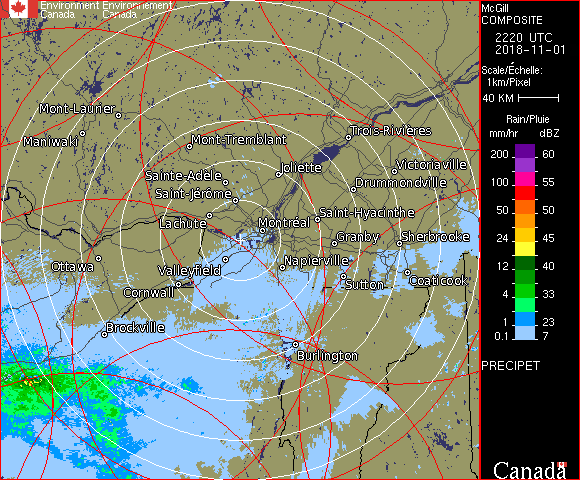 Environment Environnement
Canada Canada
McGill
COMPOSITE
2220 UTC
2018-11-01
Scale/Échelle:
1km/Pixel
40 KM
Rain/Pluie
mm/hr dBZ
200 60
150 57
100 55
50 50
24 45
12 40
4 33
1 23
0.1 7
PRECIPET
Mont-Laurier
Maniwaki
Mont-Tremblant
Trois-Rivières
Sainte-Adèle
Joliette
Victoriaville
Saint-Jérôme
Drummondville
Lachute
Montréal
Saint-Hyacinthe
Granby
Sherbrooke
Ottawa
Valleyfield
Napierville
Cornwall
Sutton
Coaticook
Brockville
Burlington
Canada